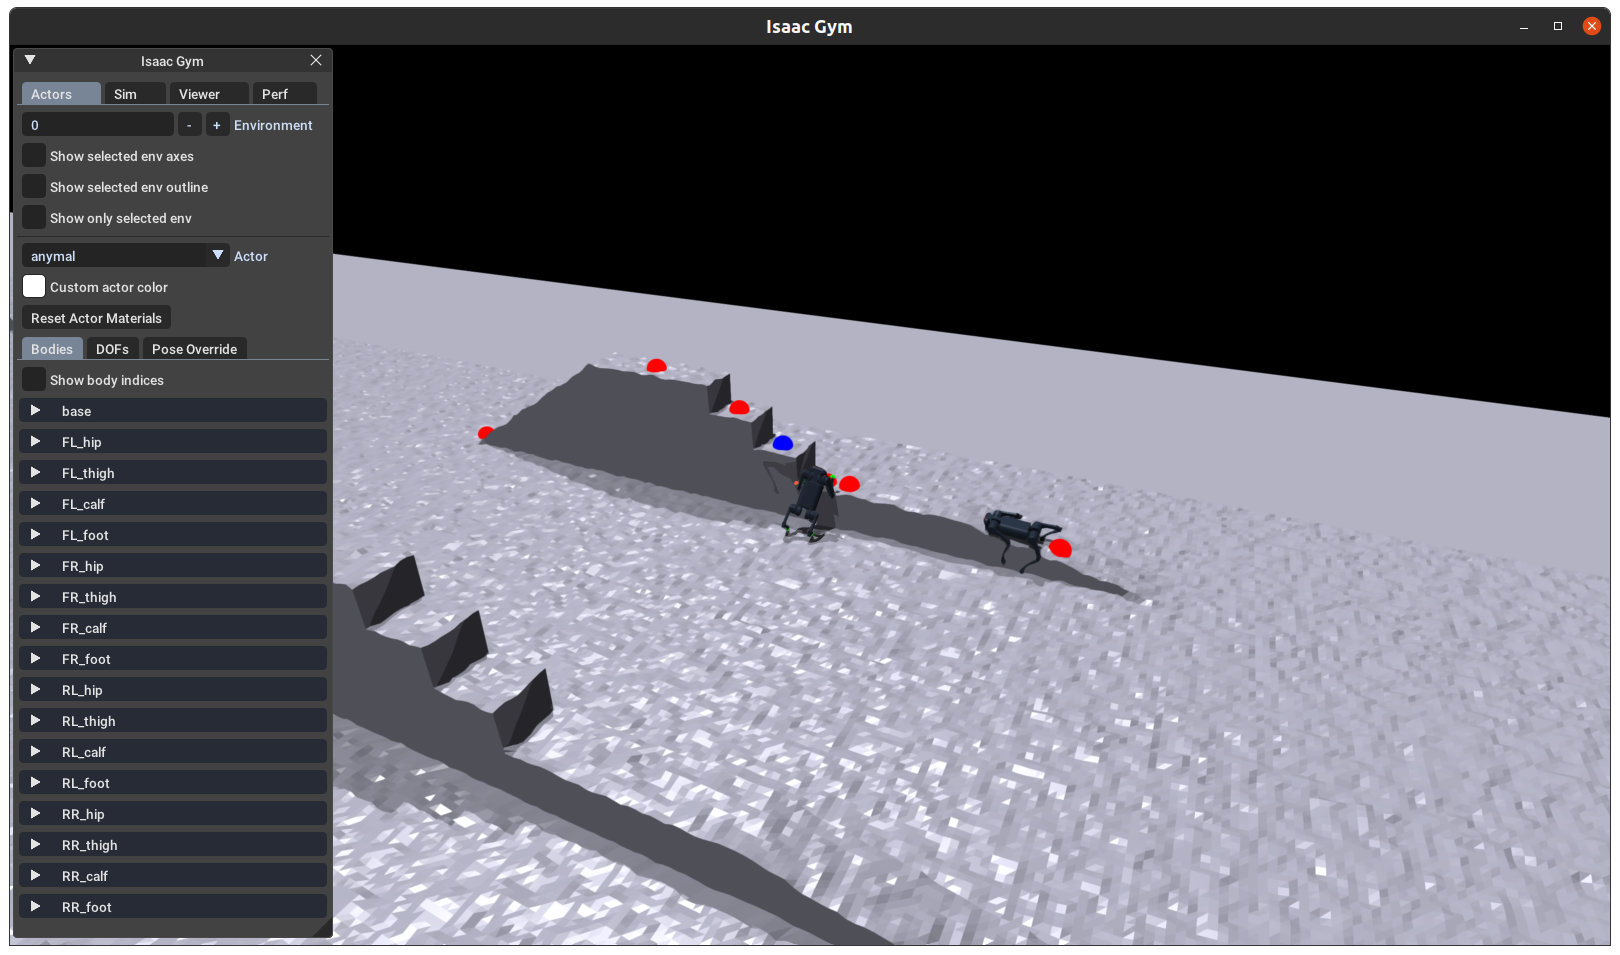 Isaac Gym
Isaac Gym
Actors Sim Viewer Perf
0 - + Environment
Show selected env axes
Show selected env outline
Show only selected env
anymal Actor
Custom actor color
Reset Actor Materials
Bodies DOFs Pose Override
Show body indices
base
FL_hip
FL_thigh
FL_calf
FL_foot
FR_hip
FR_thigh
FR_calf
FR_foot
RL_hip
RL_thigh
RL_calf
RL_foot
RR_hip
RR_thigh
RR_calf
RR_foot